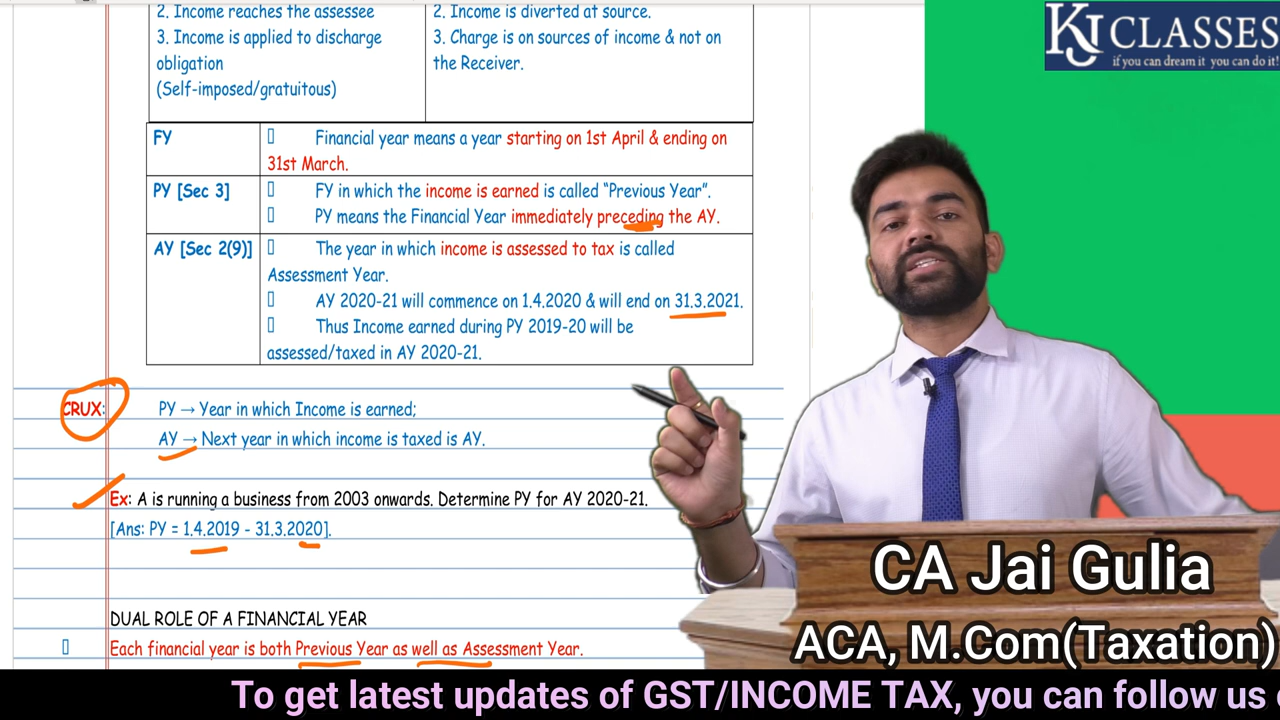 2. Income reaches the assessee
3. Income is applied to discharge
obligation
(Self-imposed/gratuitous)
2. Income is diverted at source.
3. Charge is on sources of income & not on
the Receiver.
FY
Financial year means a year starting on 1st April & ending on
31st March.
PY [Sec 3]
FY in which the income is earned is called “Previous Year”.
PY means the Financial Year immediately preceding the AY.
AY [Sec 2(9)]
The year in which income is assessed to tax is called
Assessment Year.
AY 2020-21 will commence on 1.4.2020 & will end on 31.3.2021.
Thus Income earned during PY 2019-20 will be
assessed/taxed in AY 2020-21.
CRUX:
PY → Year in which Income is earned;
AY → Next year in which income is taxed is AY.
Ex: A is running a business from 2003 onwards. Determine PY for AY 2020-21.
[Ans: PY = 1.4.2019 - 31.3.2020].
DUAL ROLE OF A FINANCIAL YEAR
Each financial year is both Previous Year as well as Assessment Year.
KJ CLASSES
if you can dream it you can do it!
CA Jai Gulia
ACA, M.Com(Taxation)
To get latest updates of GST/INCOME TAX, you can follow us